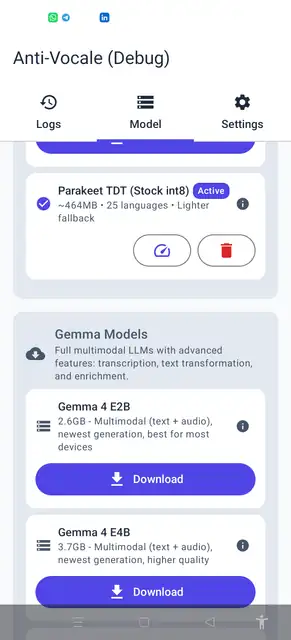 Anti-Vocale (Debug)
Logs
Model
Settings
Parakeet TDT (Stock int8)
Active
~464MB • 25 languages • Lighter
fallback
Gemma Models
Full multimodal LLMs with advanced
features: transcription, text transformation,
and enrichment.
Gemma 4 E2B
2.6GB - Multimodal (text + audio),
newest generation, best for most
devices
Download
Gemma 4 E4B
3.7GB - Multimodal (text + audio),
newest generation, higher quality
Download